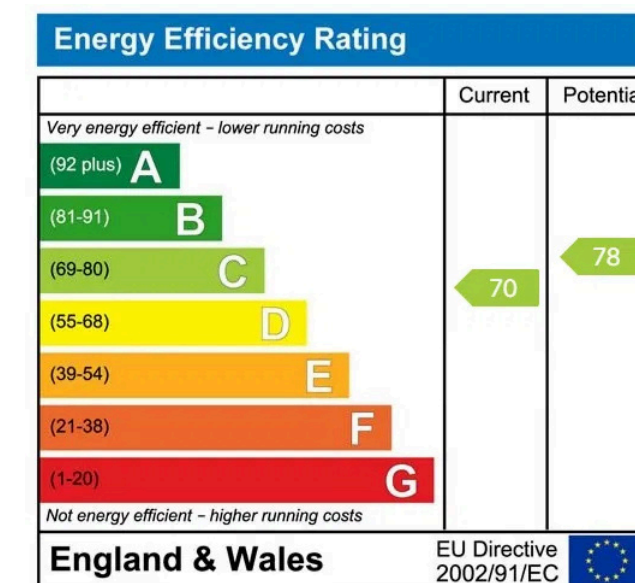 Energy Efficiency Rating
Current Potentia
Very energy efficient – lower running costs
(92 plus) A
(81-91) B
(69-80) C
78
70
(55-68) D
(39-54) E
(21-38) F
(1-20) G
Not energy efficient – higher running costs
England & Wales
EU Directive
2002/91/EC